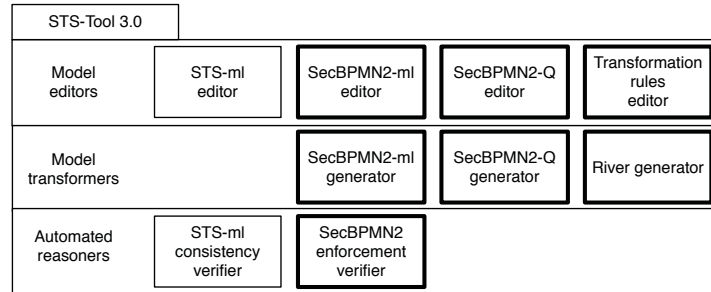 STS-Tool 3.0
Model
editors
STS-ml
editor
SecBPMN2-ml
editor
SecBPMN2-Q
editor
Transformation
rules
editor
Model
transformers
SecBPMN2-ml
generator
SecBPMN2-Q
generator
River generator
Automated
reasoners
STS-ml
consistency
verifier
SecBPMN2
enforcement
verifier